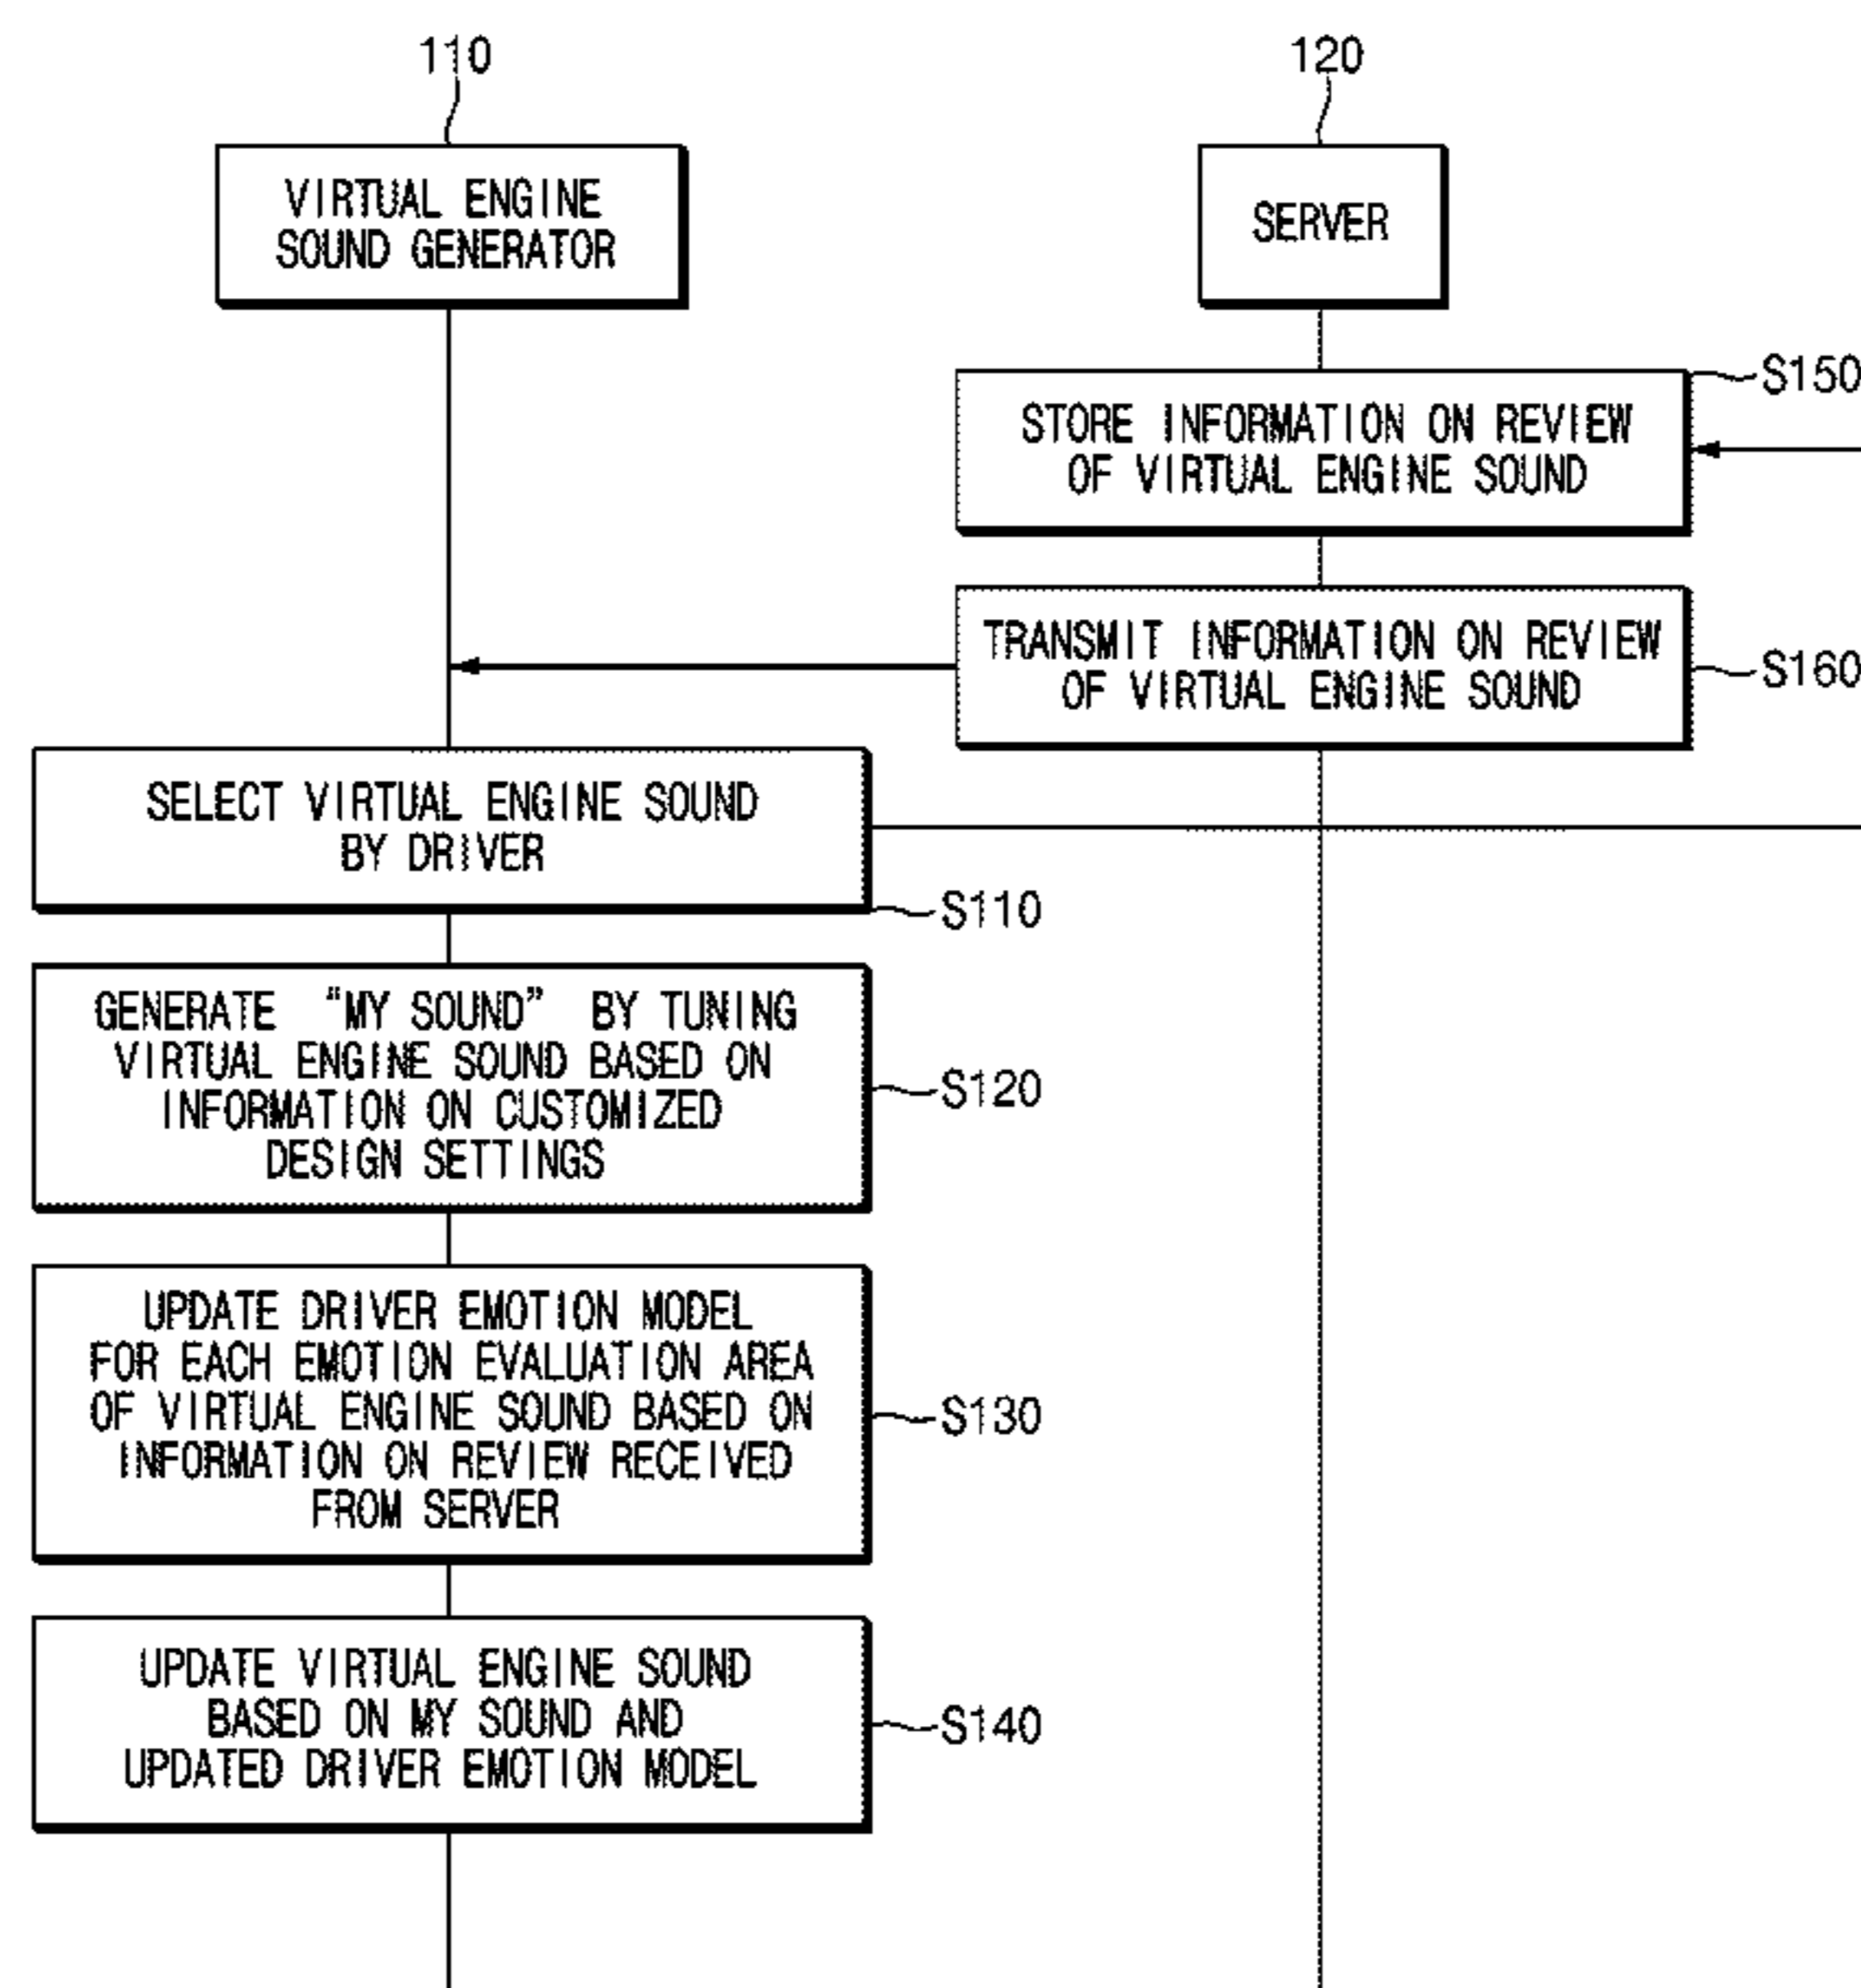 110
120
VIRTUAL ENGINE
SOUND GENERATOR
SERVER
S150
STORE INFORMATION ON REVIEW
OF VIRTUAL ENGINE SOUND
TRANSMIT INFORMATION ON REVIEW
OF VIRTUAL ENGINE SOUND
S160
SELECT VIRTUAL ENGINE SOUND
BY DRIVER
S110
GENERATE “MY SOUND” BY TUNING
VIRTUAL ENGINE SOUND BASED ON
INFORMATION ON CUSTOMIZED
DESIGN SETTINGS
S120
UPDATE DRIVER EMOTION MODEL
FOR EACH EMOTION EVALUATION AREA
OF VIRTUAL ENGINE SOUND BASED ON
INFORMATION ON REVIEW RECEIVED
FROM SERVER
S130
UPDATE VIRTUAL ENGINE SOUND
BASED ON MY SOUND AND
UPDATED DRIVER EMOTION MODEL
S140